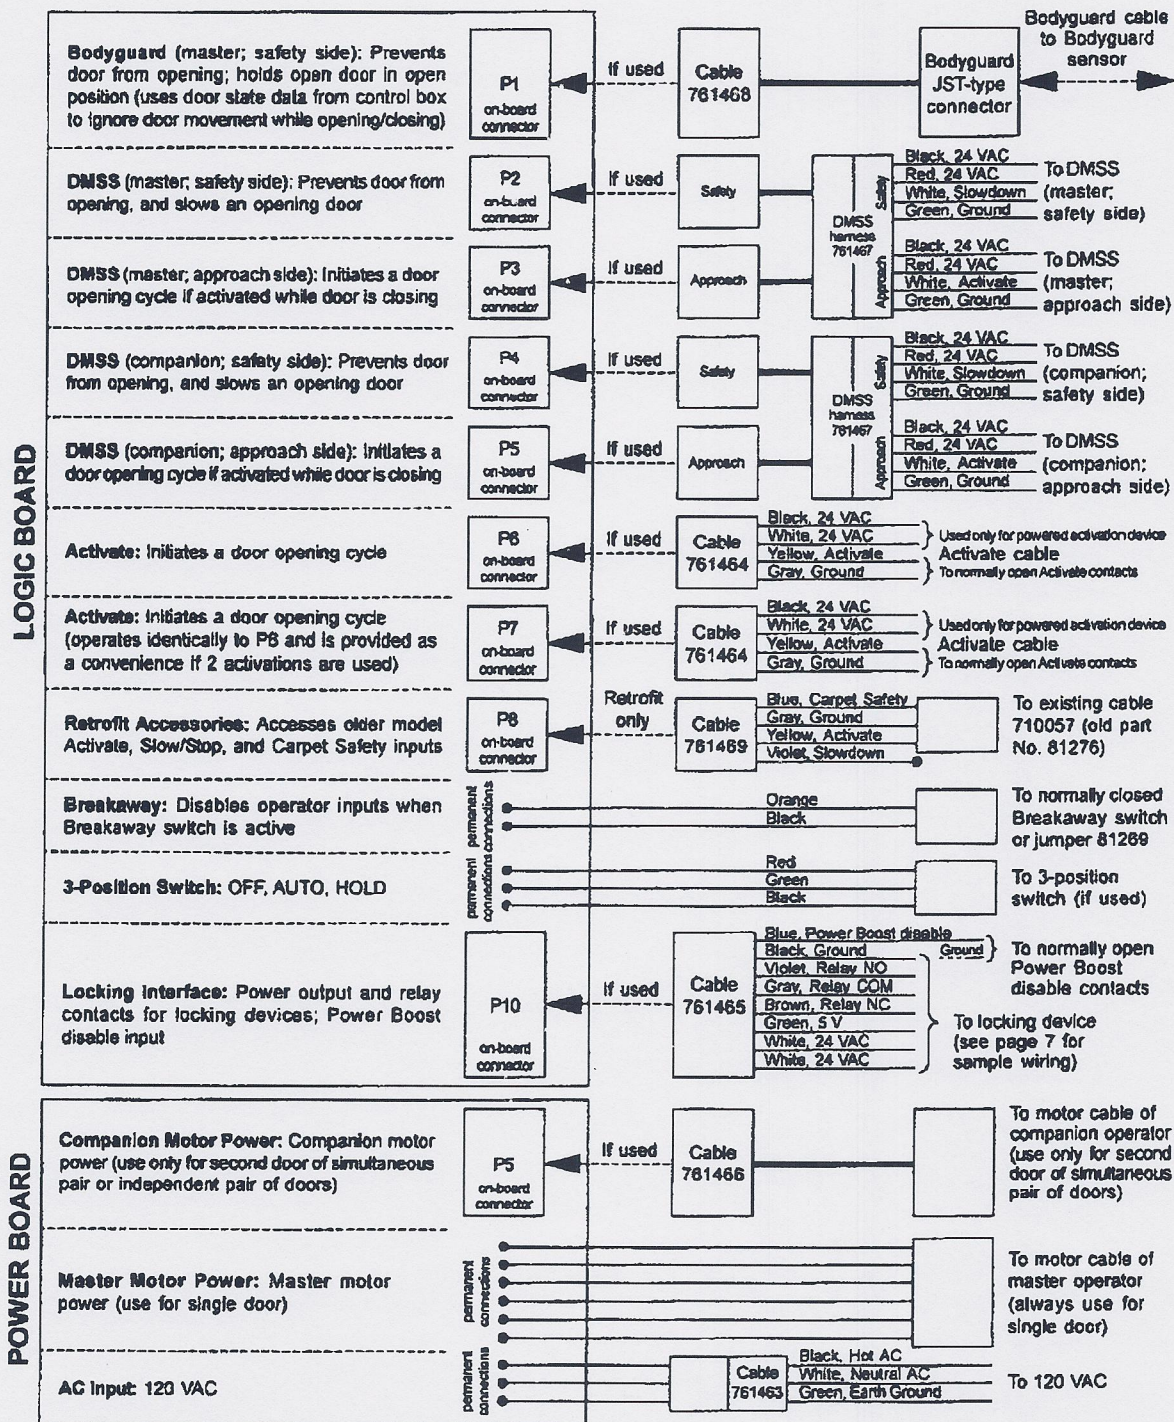 LOGIC BOARD
Bodyguard (master; safety side): Prevents
door from opening; holds open door in open
position (uses door state data from control box
to ignore door movement while opening/closing)
P1
on-board
connector
If used
Cable
761468
Bodyguard
JST-type
connector
Bodyguard cable
to Bodyguard
sensor
DMSS (master; safety side): Prevents door from
opening, and slows an opening door
P2
on-board
connector
If used
Safety
DMSS
harness
761467
Safety
Approach
Black, 24 VAC
Red, 24 VAC
White, Slowdown
Green, Ground
To DMSS
(master;
safety side)
DMSS (master; approach side): Initiates a door
opening cycle if activated while door is closing
P3
on-board
connector
If used
Approach
Black, 24 VAC
Red, 24 VAC
White, Activate
Green, Ground
To DMSS
(master;
approach side)
DMSS (companion; safety side): Prevents door
from opening, and slows an opening door
P4
on-board
connector
If used
Safety
DMSS
harness
761467
Safety
Approach
Black, 24 VAC
Red, 24 VAC
White, Slowdown
Green, Ground
To DMSS
(companion;
safety side)
DMSS (companion; approach side): Initiates a
door opening cycle if activated while door is closing
P5
on-board
connector
If used
Approach
Black, 24 VAC
Red, 24 VAC
White, Activate
Green, Ground
To DMSS
(companion;
approach side)
Activate: Initiates a door opening cycle
P6
on-board
connector
If used
Cable
761464
Black, 24 VAC
White, 24 VAC
Yellow, Activate
Gray, Ground
Used only for powered activation device
Activate cable
To normally open Activate contacts
Activate: Initiates a door opening cycle
(operates identically to P6 and is provided as
a convenience if 2 activations are used)
P7
on-board
connector
If used
Cable
761464
Black, 24 VAC
White, 24 VAC
Yellow, Activate
Gray, Ground
Used only for powered activation device
Activate cable
To normally open Activate contacts
Retrofit Accessories: Accesses older model
Activate, Slow/Stop, and Carpet Safety inputs
P8
on-board
connector
Retrofit
only
Cable
761469
Blue, Carpet Safety
Gray, Ground
Yellow, Activate
Violet, Slowdown
To existing cable
710057 (old part
No. 81276)
Breakaway: Disables operator inputs when
Breakaway switch is active
permanent
connections
Orange
Black
To normally closed
Breakaway switch
or jumper 81269
3-Position Switch: OFF, AUTO, HOLD
permanent
connections
Red
Green
Black
To 3-position
switch (if used)
Locking Interface: Power output and relay
contacts for locking devices; Power Boost
disable input
P10
on-board
connector
If used
Cable
761465
Blue, Power Boost disable
Black, Ground
Violet, Relay NO
Gray, Relay COM
Brown, Relay NC
Green, 5 V
White, 24 VAC
White, 24 VAC
Ground
To normally open
Power Boost
disable contacts
To locking device
(see page 7 for
sample wiring)
POWER BOARD
Companion Motor Power: Companion motor
power (use only for second door of simultaneous
pair or independent pair of doors)
P5
on-board
connector
If used
Cable
761466
To motor cable of
companion operator
(use only for second
door of simultaneous
pair of doors)
Master Motor Power: Master motor
power (use for single door)
permanent
connections
To motor cable of
master operator
(always use for
single door)
AC Input: 120 VAC
permanent
connections
Cable
761463
Black, Hot AC
White, Neutral AC
Green, Earth Ground
To 120 VAC